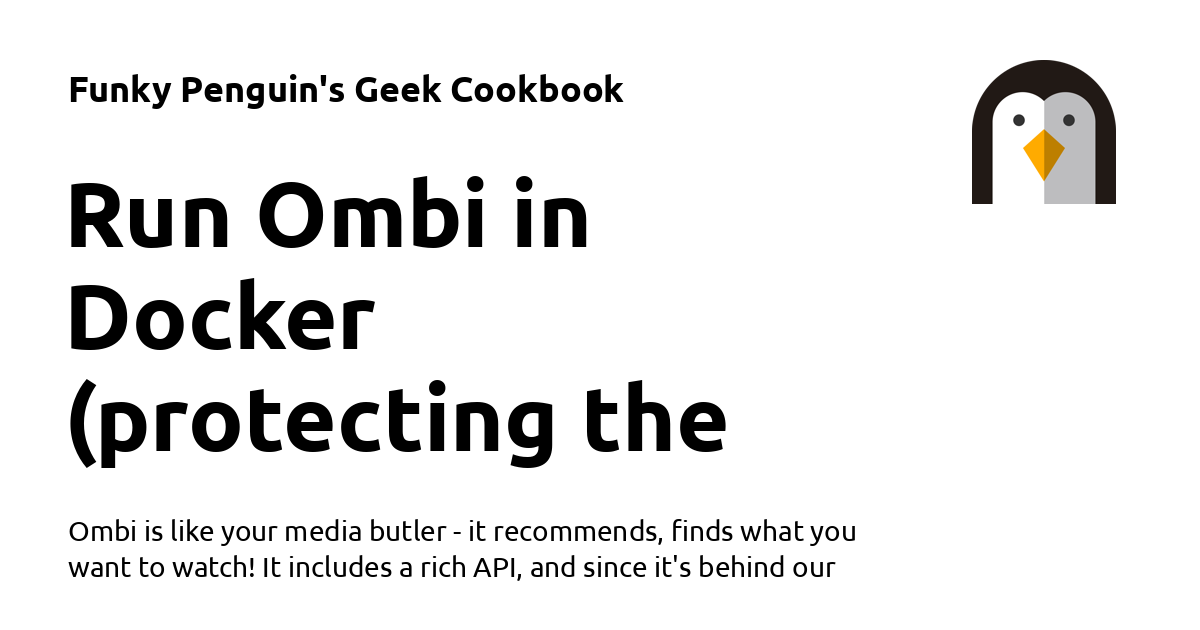 Funky Penguin's Geek Cookbook
Run Ombi in
Docker
(protecting the
Ombi is like your media butler - it recommends, finds what you
want to watch! It includes a rich API, and since it's behind our